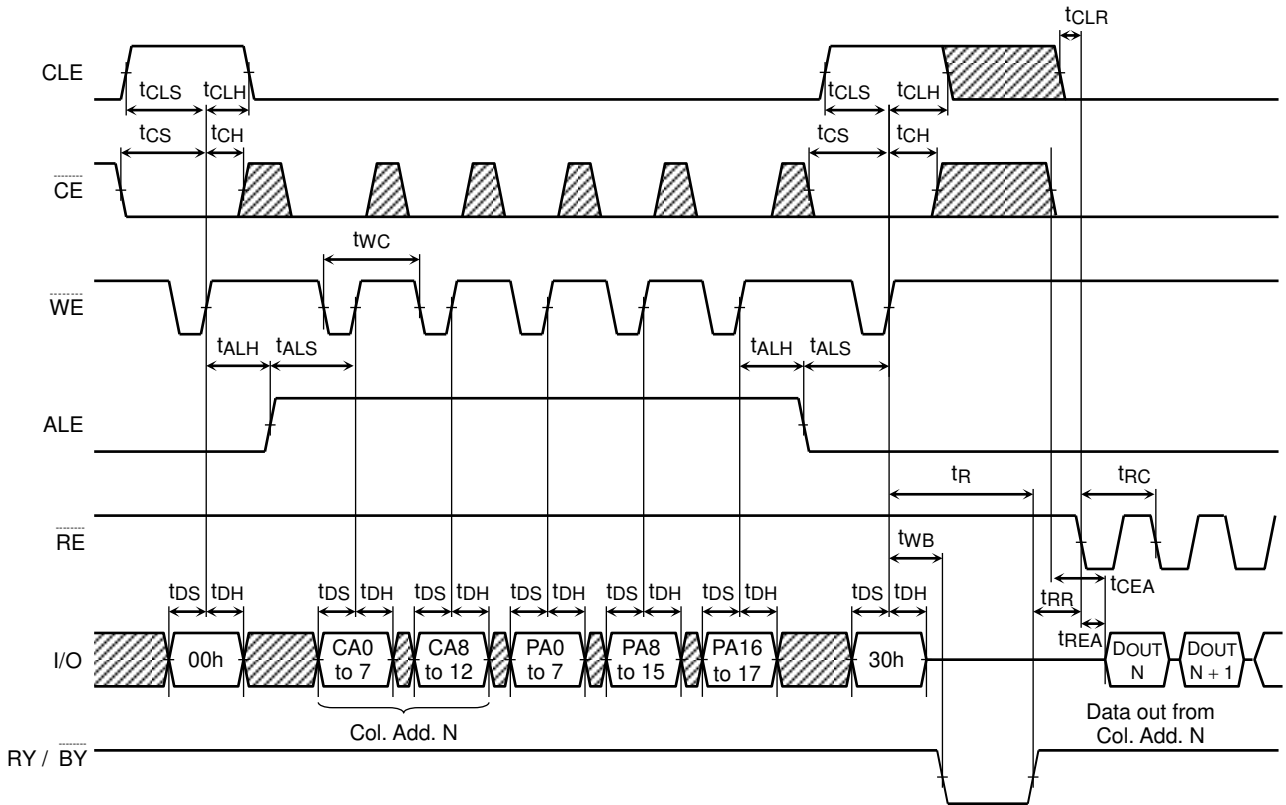 tCLR
CLE
tCLS tCLH tCLS tCLH
tCS tCH tCS tCH
CE
tWC
WE
tALH tALS tALH tALS
ALE
tR tRC
RE
tWB
tCEA
tDS tDH tDS tDH tDS tDH tDS tDH tDS tDH tDS tDH tDS tDH
tRR
tREA
I/O 00h CA0 to 7 CA8 to 12 PA0 to 7 PA8 to 15 PA16 to 17 30h DOUT N DOUT N + 1
Col. Add. N
Data out from
Col. Add. N
RY / BY